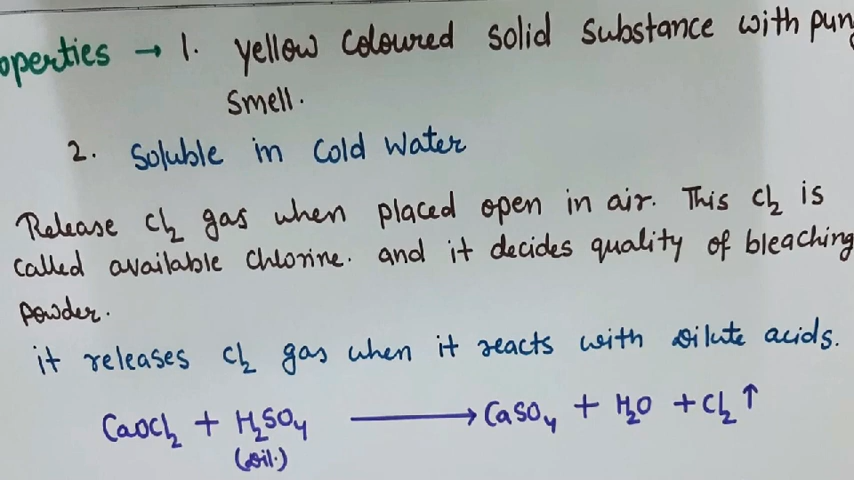 operties → 1. yellow coloured solid substance with pung
smell.
2. Soluble in cold water
Release Cl₂ gas when placed open in air. This Cl₂ is
called available chlorine. and it decides quality of bleaching
powder.
it releases Cl₂ gas when it reacts with dilute acids.
CaOCl₂ + H₂SO₄ ⟶ CaSO₄ + H₂O + Cl₂ ↑
(dil.)